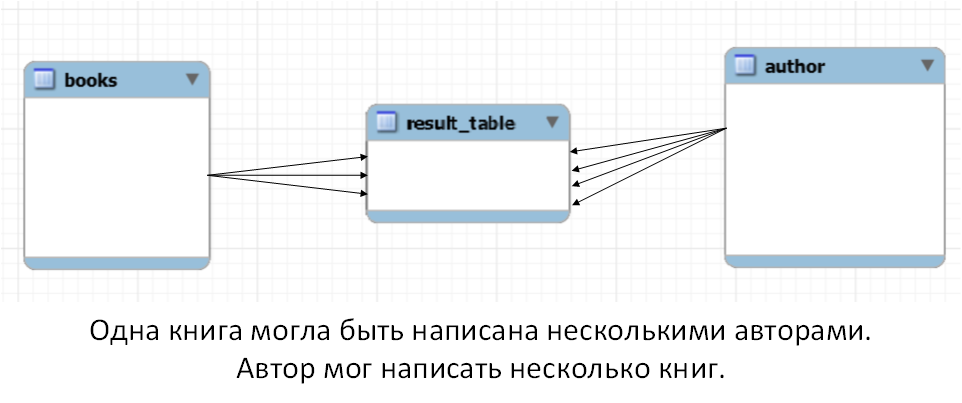 books
result_table
author
Одна книга могла быть написана несколькими авторами.
Автор мог написать несколько книг.